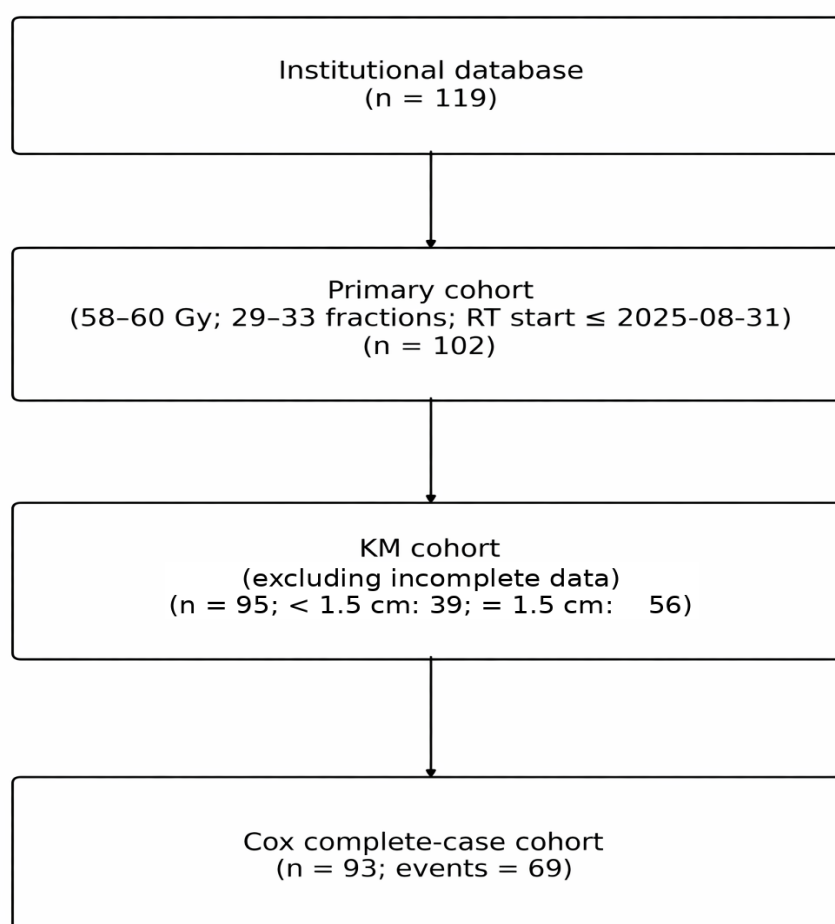 Institutional database
(n = 119)
Primary cohort
(58–60 Gy; 29–33 fractions; RT start ≤ 2025-08-31)
(n = 102)
KM cohort
(excluding incomplete data)
(n = 95; < 1.5 cm: 39; = 1.5 cm: 56)
Cox complete-case cohort
(n = 93; events = 69)